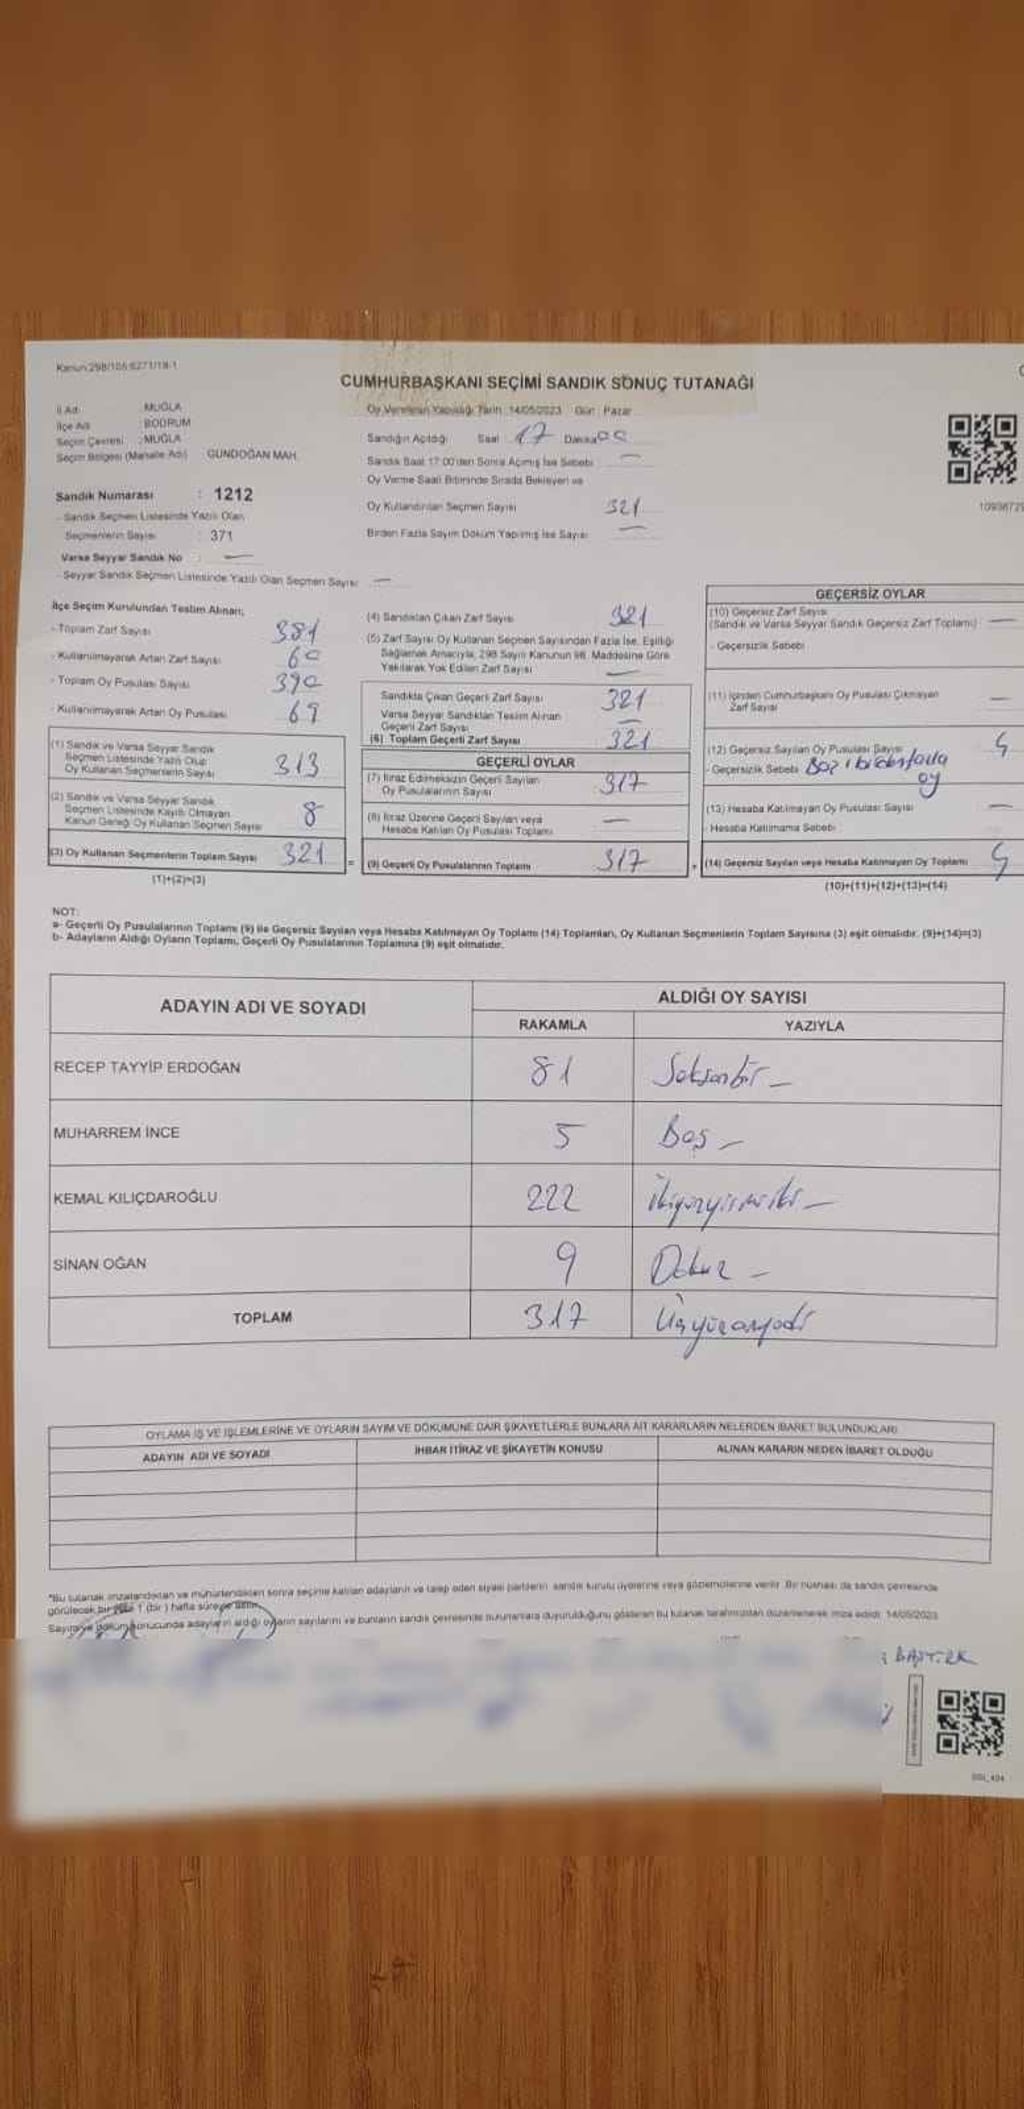 Kanun:298/105;6271/19-1
CUMHURBAŞKANI SEÇİMİ SANDIK SONUÇ TUTANAĞI
İl Adı : MUĞLA
İlçe Adı : BODRUM
Seçim Çevresi : MUĞLA
Seçim Bölgesi (Mahalle Adı) GÜNDOĞAN MAH.
Sandık Numarası : 1212
- Sandık Seçmen Listesinde Yazılı Olan
Seçmenlerin Sayısı : 371
Varsa Seyyar Sandık No : —
- Seyyar Sandık Seçmen Listesinde Yazılı Olan Seçmen Sayısı —
Oy Vermenin Yapıldığı Tarih : 14/05/2023 Gün : Pazar
Sandığın Açıldığı Saat 17 Dakika 00
Sandık Saat 17:00'den Sonra Açılmış İse Sebebi —
Oy Verme Saati Bitiminde Sırada Bekleyen ve
Oy Kullandırılan Seçmen Sayısı 321
Birden Fazla Sayım Döküm Yapılmış İse Sayısı —
İlçe Seçim Kurulundan Teslim Alınan;
- Toplam Zarf Sayısı 381
- Kullanılmayarak Artan Zarf Sayısı 60
- Toplam Oy Pusulası Sayısı 390
- Kullanılmayarak Artan Oy Pusulası 69
(1) Sandık ve Varsa Seyyar Sandık
Seçmen Listesinde Yazılı Olup
Oy Kullanan Seçmenlerin Sayısı 313
(2) Sandık ve Varsa Seyyar Sandık
Seçmen Listesinde Kayıtlı Olmayan
Kanun Gereği Oy Kullanan Seçmen Sayısı 8
(3) Oy Kullanan Seçmenlerin Toplam Sayısı 321
(1)+(2)=(3)
(4) Sandıktan Çıkan Zarf Sayısı 321
(5) Zarf Sayısı Oy Kullanan Seçmen Sayısından Fazla İse, Eşitliği
Sağlamak Amacıyla, 298 Sayılı Kanunun 98. Maddesine Göre
Yakılarak Yok Edilen Zarf Sayısı —
Sandıkta Çıkan Geçerli Zarf Sayısı 321
Varsa Seyyar Sandıktan Teslim Alınan
Geçerli Zarf Sayısı —
(6) Toplam Geçerli Zarf Sayısı 321
GEÇERLİ OYLAR
(7) İtiraz Edilmeksizin Geçerli Sayılan
Oy Pusulalarının Sayısı 317
(8) İtiraz Üzerine Geçerli Sayılan veya
Hesaba Katılan Oy Pusulası Toplamı —
= (9) Geçerli Oy Pusulalarının Toplamı 317
GEÇERSİZ OYLAR
(10) Geçersiz Zarf Sayısı
(Sandık ve Varsa Seyyar Sandık Geçersiz Zarf Toplamı) —
- Geçersizlik Sebebi
(11) İçinden Cumhurbaşkanı Oy Pusulası Çıkmayan
Zarf Sayısı —
(12) Geçersiz Sayılan Oy Pusulası Sayısı 4
- Geçersizlik Sebebi Boş, birden fazla
oy
(13) Hesaba Katılmayan Oy Pusulası Sayısı —
- Hesaba Katılmama Sebebi
+ (14) Geçersiz Sayılan veya Hesaba Katılmayan Oy Toplamı 4
(10)+(11)+(12)+(13)=(14)
NOT:
a- Geçerli Oy Pusulalarının Toplamı (9) ile Geçersiz Sayılan veya Hesaba Katılmayan Oy Toplamı (14) Toplamları, Oy Kullanan Seçmenlerin Toplam Sayısına (3) eşit olmalıdır. (9)+(14)=(3)
b- Adayların Aldığı Oyların Toplamı, Geçerli Oy Pusulalarının Toplamına (9) eşit olmalıdır.
ADAYIN ADI VE SOYADI ALDIĞI OY SAYISI
RAKAMLA YAZIYLA
RECEP TAYYİP ERDOĞAN 81 Seksenbir —
MUHARREM İNCE 5 Beş —
KEMAL KILIÇDAROĞLU 222 İkiyüzyirmiiki —
SİNAN OĞAN 9 Dokuz —
TOPLAM 317 Üçyüzonyedi
OYLAMA İŞ VE İŞLEMLERİNE VE OYLARIN SAYIM VE DÖKÜMÜNE DAİR ŞİKAYETLERLE BUNLARA AİT KARARLARIN NELERDEN İBARET BULUNDUKLARI
ADAYIN ADI VE SOYADI İHBAR İTİRAZ VE ŞİKAYETİN KONUSU ALINAN KARARIN NEDEN İBARET OLDUĞU
*Bu tutanak imzalandıktan ve mühürlendikten sonra seçime katılan adayların ve talep eden siyasi partilerin sandık kurulu üyelerine veya gözlemcilerine verilir. Bir nüshası da sandık çevresinde
görülecek bir yere 1 (bir) hafta süreyle asılır.
Sayım ve döküm sonucunda adayların aldığı oyların sayılarını ve bunların sandık çevresinde bulunanlara duyurulduğunu gösteren bu tutanak tarafımızdan düzenlenerek imza edildi. 14/05/2023
BAŞTÜRK